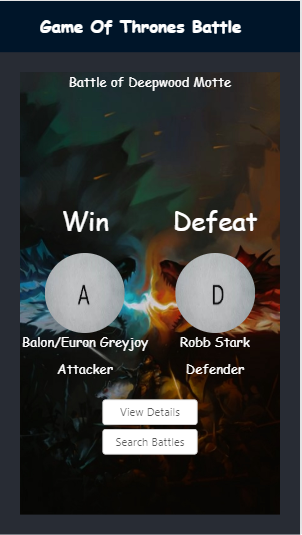 Game Of Thrones Battle
Battle of Deepwood Motte
Win Defeat
A D
Balon/Euron Greyjoy Robb Stark
Attacker Defender
View Details
Search Battles